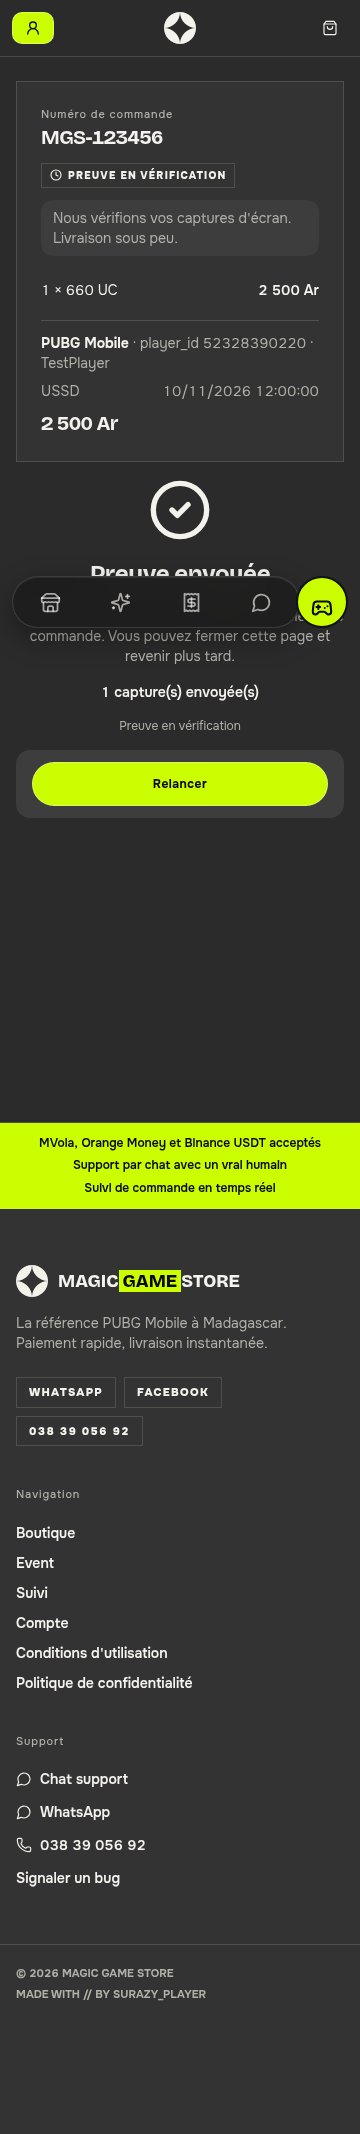 Numéro de commande
MGS-123456
PREUVE EN VÉRIFICATION
Nous vérifions vos captures d'écran.
Livraison sous peu.
1 × 660 UC 2 500 Ar
PUBG Mobile · player_id 52328390220 ·
TestPlayer
USSD 10/11/2026 12:00:00
2 500 Ar
Preuve envoyée
commande. Vous pouvez fermer cette page et
revenir plus tard.
1 capture(s) envoyée(s)
Preuve en vérification
Relancer
MVola, Orange Money et Binance USDT acceptés
Support par chat avec un vrai humain
Suivi de commande en temps réel
MAGIC GAME STORE
La référence PUBG Mobile à Madagascar.
Paiement rapide, livraison instantanée.
WHATSAPP FACEBOOK
038 39 056 92
Navigation
Boutique
Event
Suivi
Compte
Conditions d'utilisation
Politique de confidentialité
Support
Chat support
WhatsApp
038 39 056 92
Signaler un bug
© 2026 MAGIC GAME STORE
MADE WITH // BY SURAZY_PLAYER